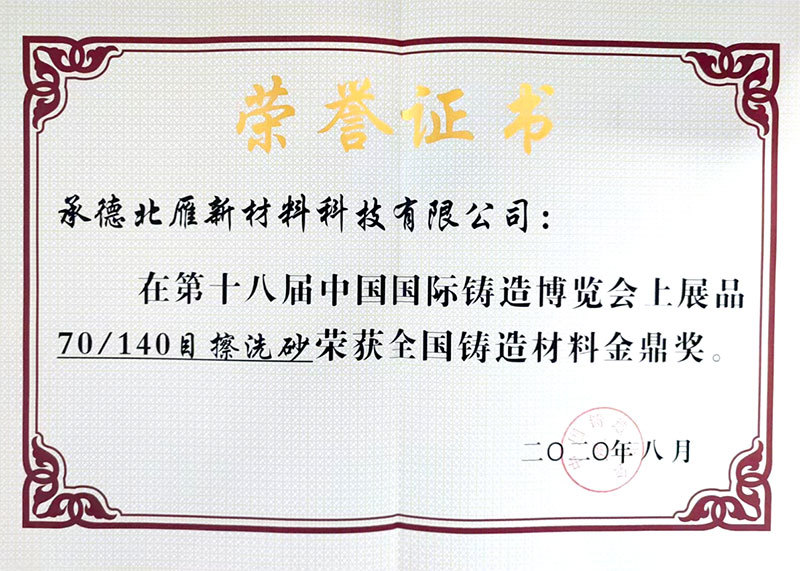 荣誉证书
承德北雁新材料科技有限公司：
在第十八届中国国际铸造博览会上展品
70/140目擦洗砂荣获全国铸造材料金鼎奖。
二〇二〇年八月